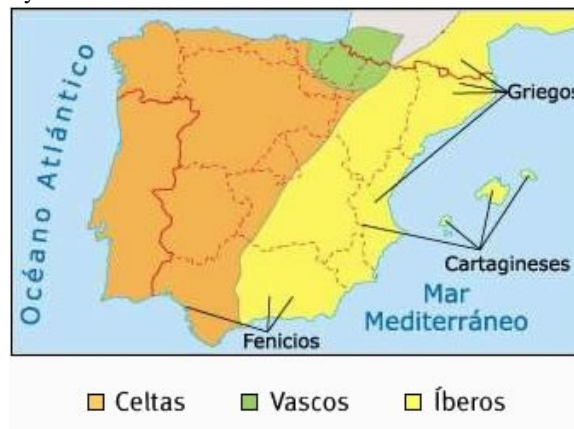 Océano Atlántico
Griegos
Cartagineses
Mar
Mediterráneo
Fenicios
Celtas
Vascos
Íberos